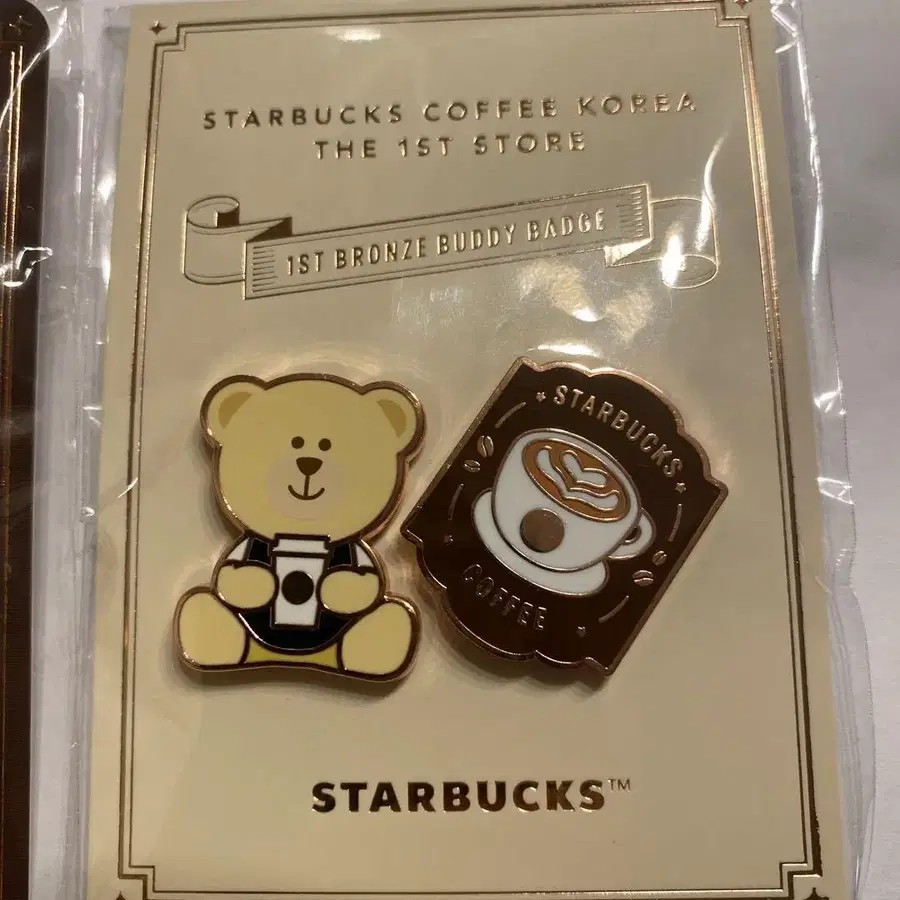 STARBUCKS COFFEE KOREA
THE 1ST STORE
1ST BRONZE BUDDY BADGE
STARBUCKS
COFFEE
STARBUCKS™